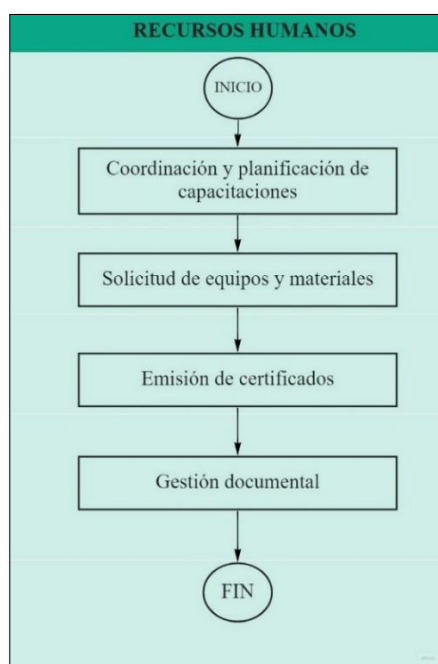 RECURSOS HUMANOS
INICIO
Coordinación y planificación de
capacitaciones
Solicitud de equipos y materiales
Emisión de certificados
Gestión documental
FIN